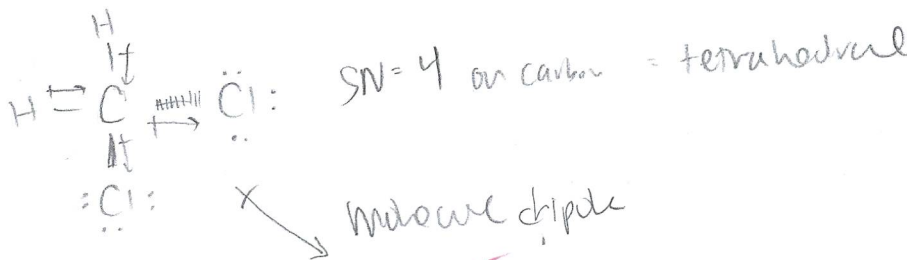 H
H C Cl: SN=4 on carbon = tetrahedral
:Cl:
molecule dipole